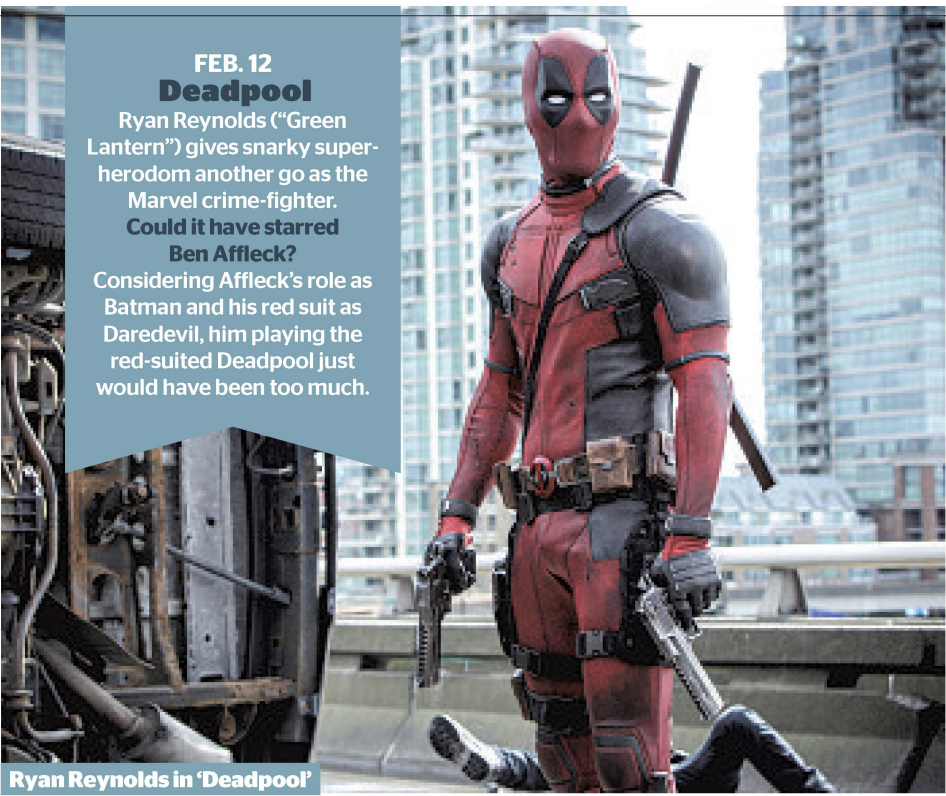 FEB. 12
Deadpool
Ryan Reynolds (“Green
Lantern”) gives snarky super-
herodom another go as the
Marvel crime-fighter.
Could it have starred
Ben Affleck?
Considering Affleck’s role as
Batman and his red suit as
Daredevil, him playing the
red-suited Deadpool just
would have been too much.
Ryan Reynolds in ‘Deadpool’